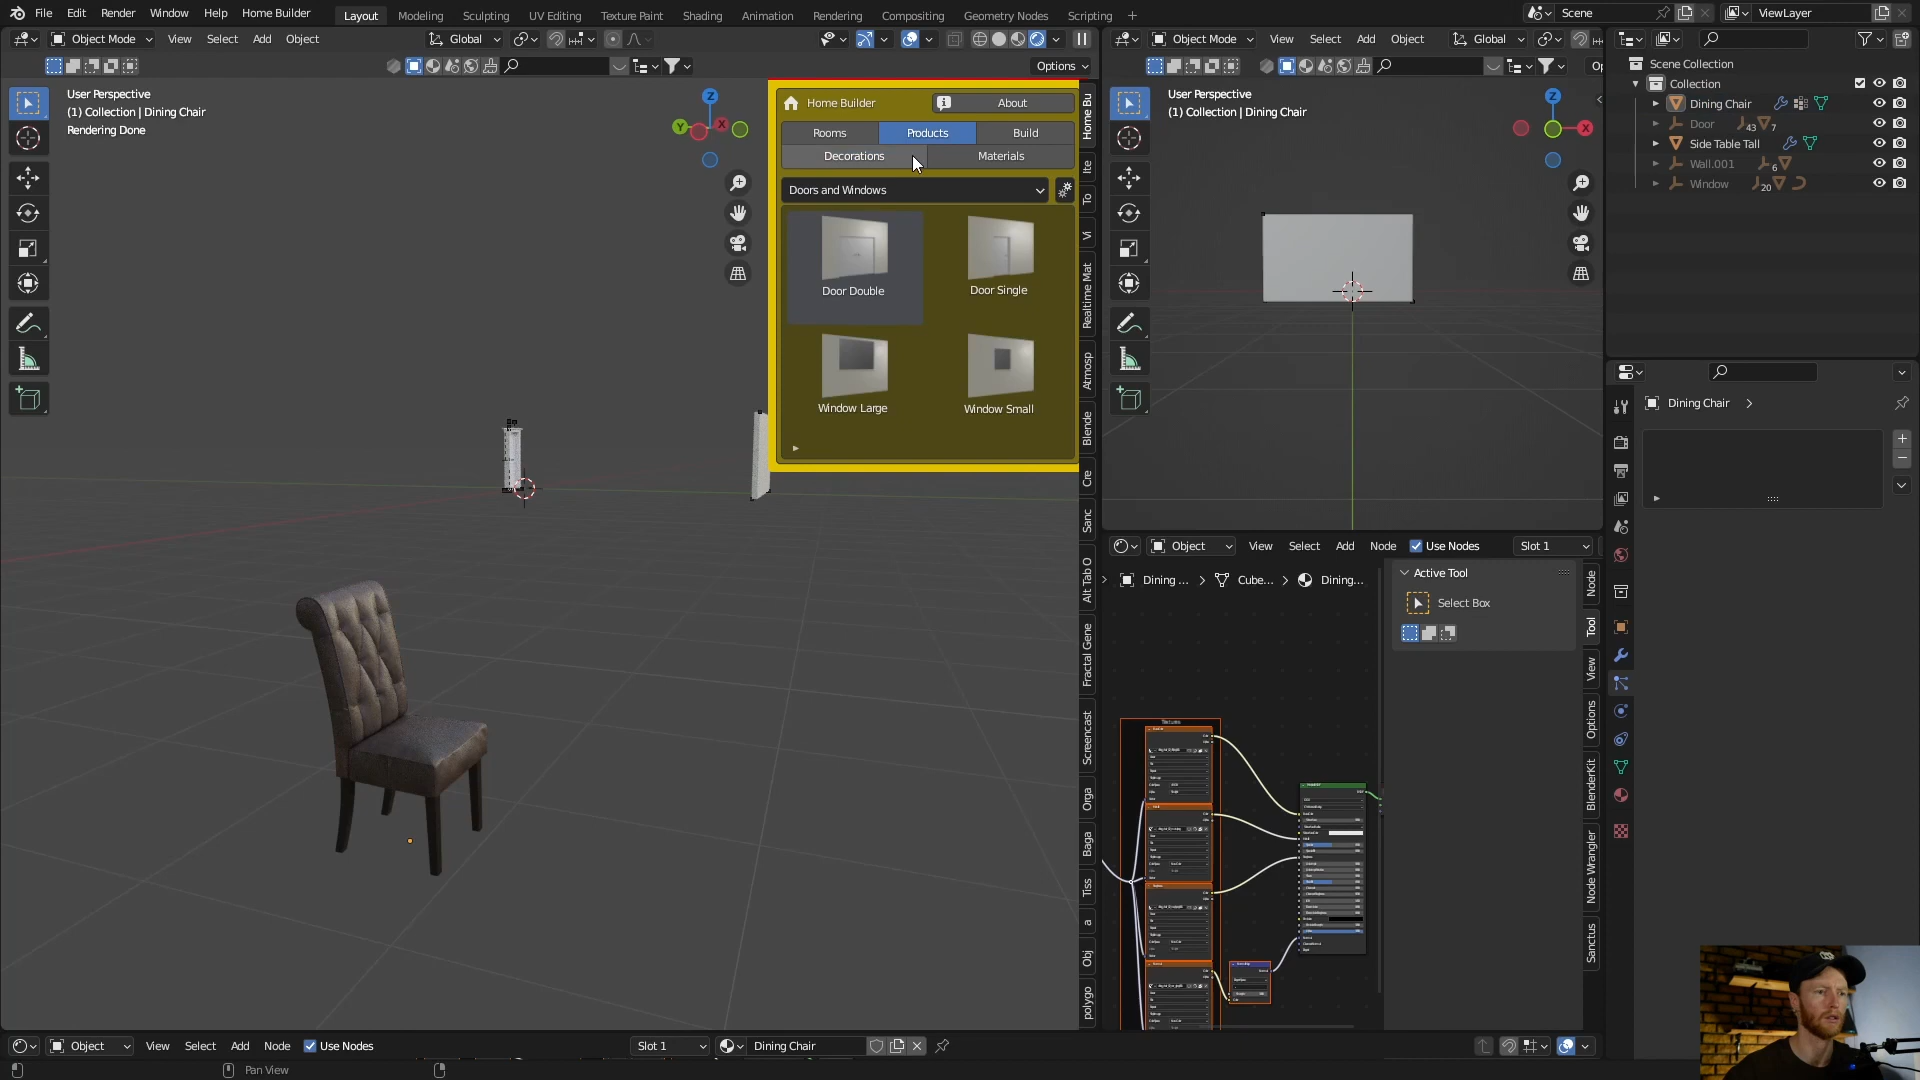 File Edit Render Window Help Home Builder Layout Modeling Sculpting UV Editing Texture Paint Shading Animation Rendering Compositing Geometry Nodes Scripting + Scene ViewLayer
Object Mode View Select Add Object Global
Object Mode View Select Add Object Global
Options
User Perspective
(1) Collection | Dining Chair
Rendering Done
Z
Y
X
Home Builder About
Rooms Products Build
Decorations Materials
Doors and Windows
Door Double Door Single
Window Large Window Small
Home Bu
Ite
To
Vi
Realtime Mat
Atmosp
Blende
Cre
Sanc
Alt Tab O
Fractal Gene
Screencast
Orga
Baga
Tiss
a
Obj
polygo
User Perspective
(1) Collection | Dining Chair
Z
X
Scene Collection
Collection
Dining Chair
Door 43 7
Side Table Tall
Wall.001 6
Window 20
Dining Chair
Object View Select Add Node Use Nodes Slot 1
Dining ... Cube... Dining...
Active Tool
Select Box
Node
Tool
View
Options
BlenderKit
Node Wrangler
Sanctus
Object View Select Add Node Use Nodes Slot 1 Dining Chair
Pan View